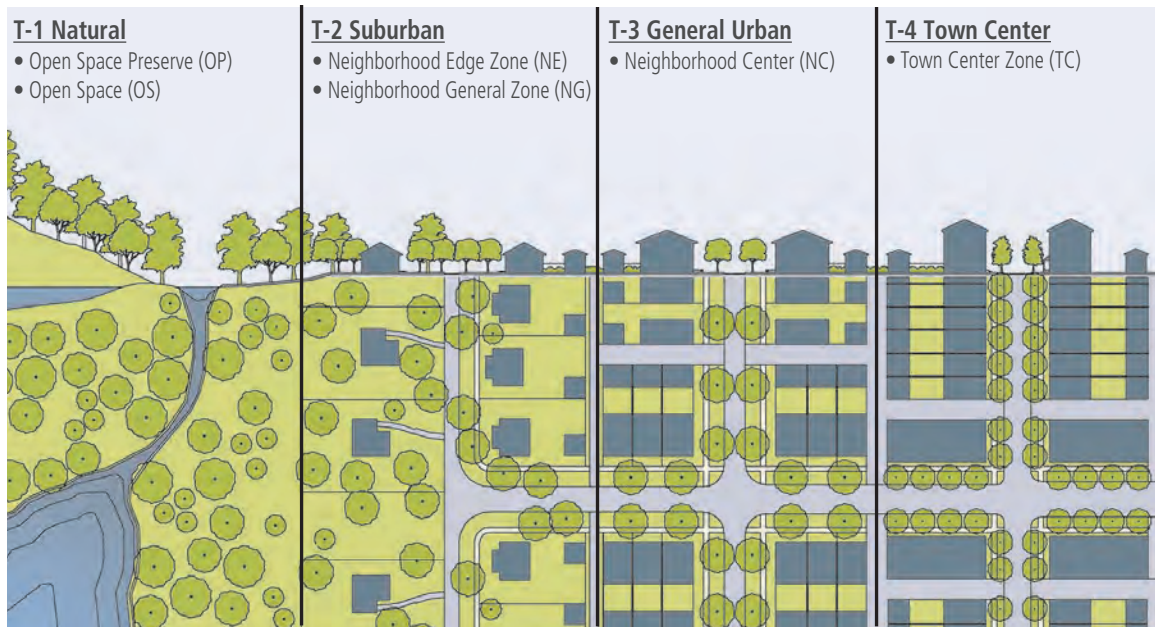 T-1 Natural
• Open Space Preserve (OP)
• Open Space (OS)
T-2 Suburban
• Neighborhood Edge Zone (NE)
• Neighborhood General Zone (NG)
T-3 General Urban
• Neighborhood Center (NC)
T-4 Town Center
• Town Center Zone (TC)